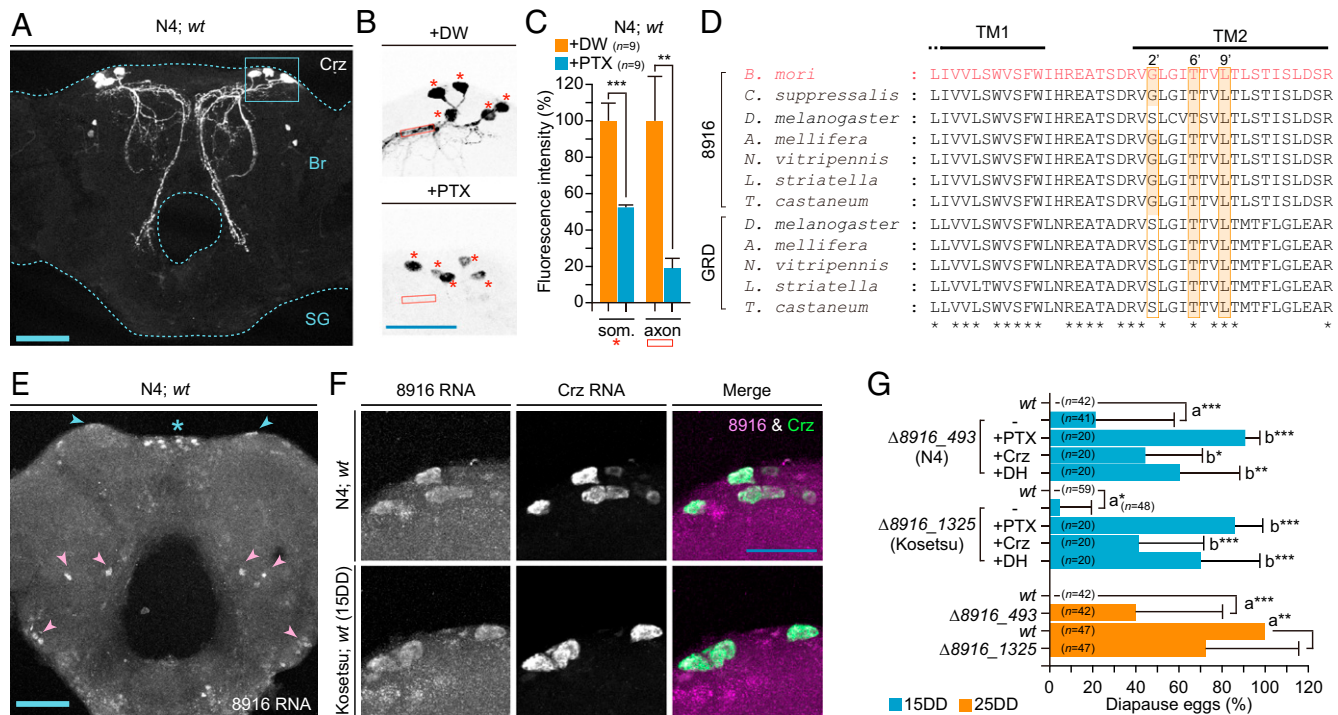 A
N4; wt
Crz
Br
SG
B
+DW
+PTX
C
N4; wt
+DW (n=9)
+PTX (n=9)
Fluorescence intensity (%)
120
100
80
60
40
20
0
***
**
som.
axon
*
D
TM1
TM2
2’ 6’ 9’
8916
B. mori : LIVVLSWVSFWIHREATSDRVGLGITTVLTLSTISLDSR
C. suppressalis : LIVVLSWVSFWIHREATSDRVGLGITTVLTLSTISLDSR
D. melanogaster : LIVVLSWVSFWIHREATSDRVSLCVTSVLTLSTISLDSR
A. mellifera : LIVVLSWVSFWIHREATSDRVGLGITTVLTLSTISLDSR
N. vitripennis : LIVVLSWVSFWIHREATSDRVGLGITTVLTLSTISLDSR
L. striatella : LIVVLSWVSFWIHREATSDRVGLGITTVLTLSTISLDSR
T. castaneum : LIVVLSWVSFWIHREATSDRVGLGITTVLTLSTISLDSR
GRD
D. melanogaster : LLVVLSWVSFWLNREATSDRVSLGITTVLTMTFLGLEAR
A. mellifera : LLVVLSWVSFWLNREATSDRVSLGITTVLTMTFLGLEAR
N. vitripennis : LLVVLSWVSFWLNREATSDRVSLGITTVLTMTFLGLEAR
L. striatella : LLVVLTWVSFWLNREATSDRVSLGITTVLTMTFLGLEAR
T. castaneum : LLVVLSWVSFWLNREATSDRVSLGITTVLTMTFLGLEAR
* *** ***** **** *** * * **** *
E
N4; wt
*
8916 RNA
F
8916 RNA
Crz RNA
Merge
8916 & Crz
N4; wt
Kosetsu; wt (15DD)
G
wt (n=42) a***
Δ8916_493 (N4)
- (n=41)
+PTX (n=20) b***
+Crz (n=20) b*
+DH (n=20) b**
wt (n=59) a* (n=48)
Δ8916_1325 (Kosetsu)
-
+PTX (n=20) b***
+Crz (n=20) b***
+DH (n=20) b***
wt (n=42) a***
Δ8916_493 (n=42)
wt (n=47) a**
Δ8916_1325 (n=47)
0 20 40 60 80 100 120
Diapause eggs (%)
15DD 25DD